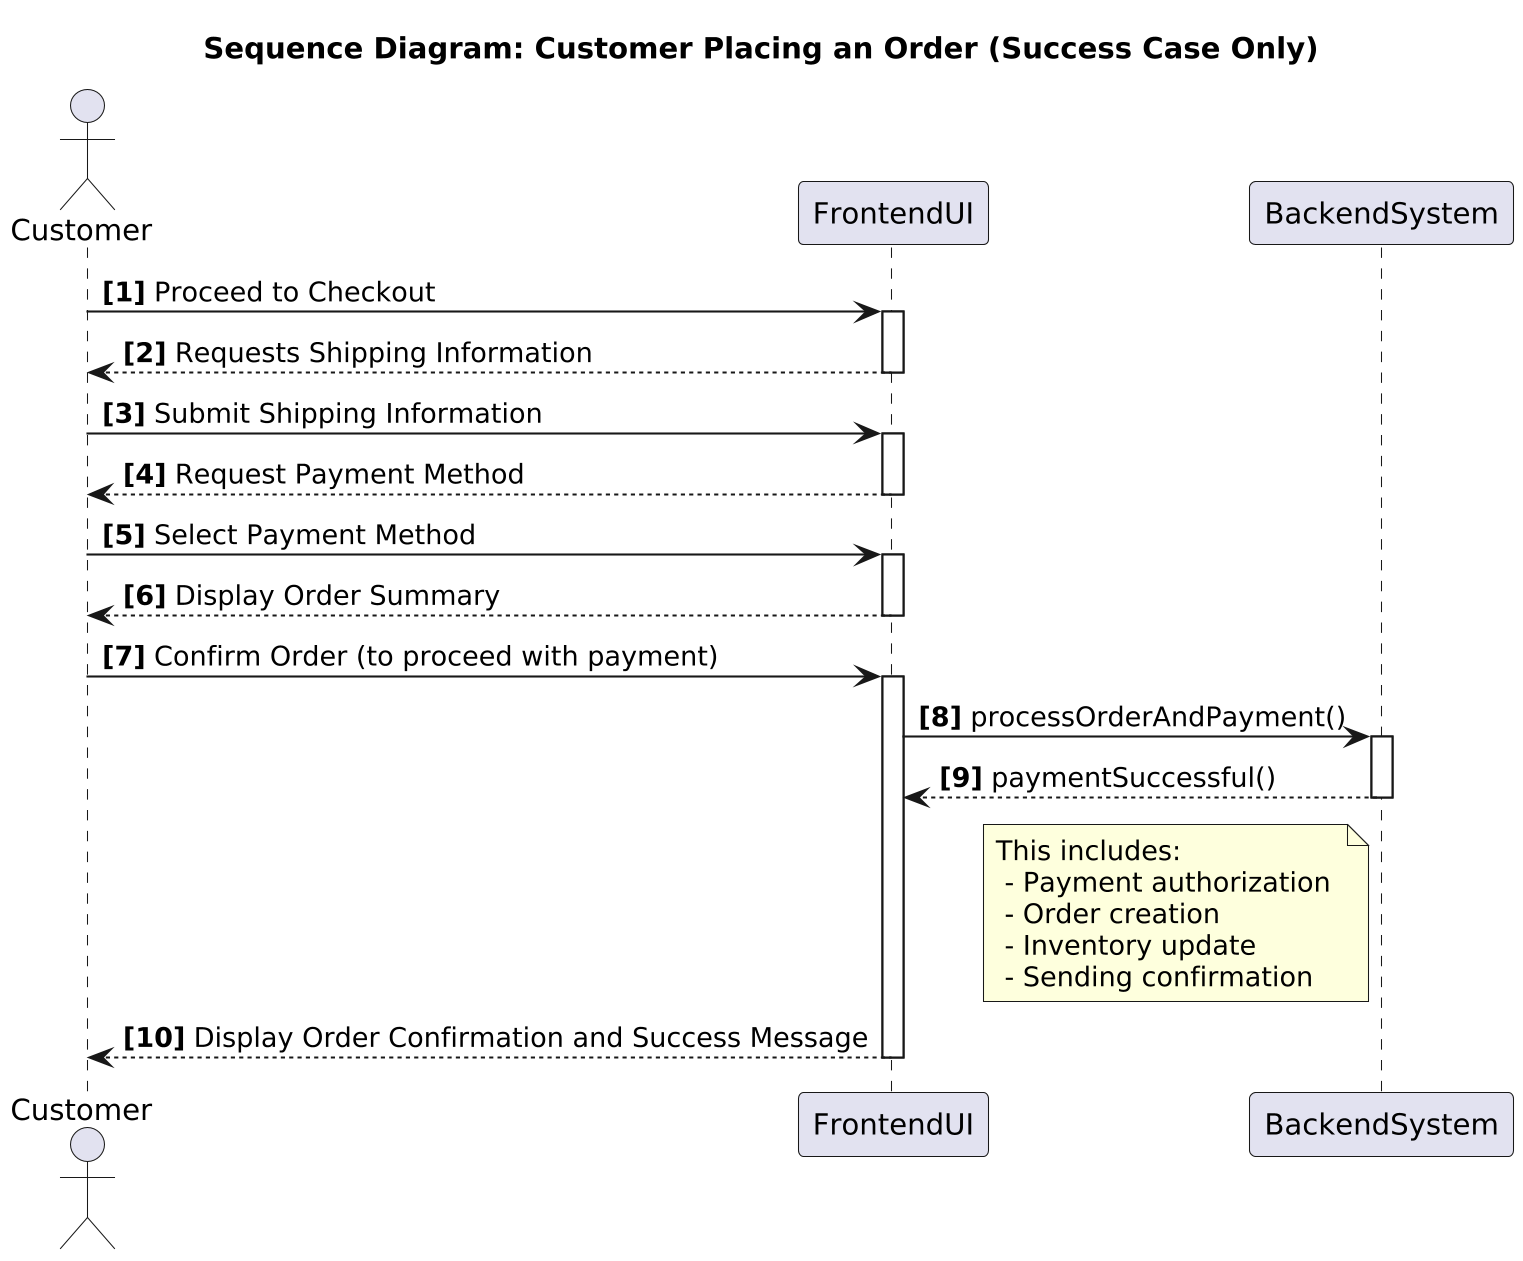 Sequence Diagram: Customer Placing an Order (Success Case Only)
Customer
FrontendUI
BackendSystem
[1] Proceed to Checkout
[2] Requests Shipping Information
[3] Submit Shipping Information
[4] Request Payment Method
[5] Select Payment Method
[6] Display Order Summary
[7] Confirm Order (to proceed with payment)
[8] processOrderAndPayment()
[9] paymentSuccessful()
This includes:
- Payment authorization
- Order creation
- Inventory update
- Sending confirmation
[10] Display Order Confirmation and Success Message
Customer
FrontendUI
BackendSystem